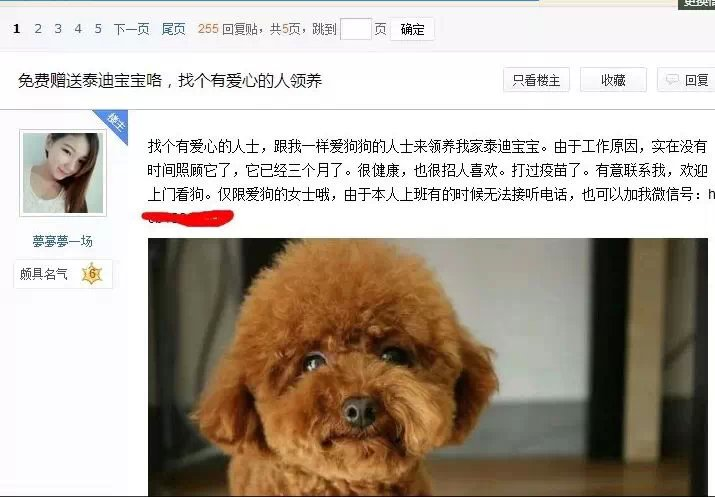 更换信
1 2 3 4 5 下一页 尾页 255 回复贴，共5页，跳到 页 确定
免费赠送泰迪宝宝咯，找个有爱心的人领养
只看楼主 收藏 回复
楼主
找个有爱心的人士，跟我一样爱狗狗的人士来领养我家泰迪宝宝。由于工作原因，实在没有
时间照顾它了，它已经三个月了。很健康，也很招人喜欢。打过疫苗了。有意联系我，欢迎
上门看狗。仅限爱狗的女士哦，由于本人上班有的时候无法接听电话，也可以加我微信号：h
夢寞夢一场
颇具名气 6